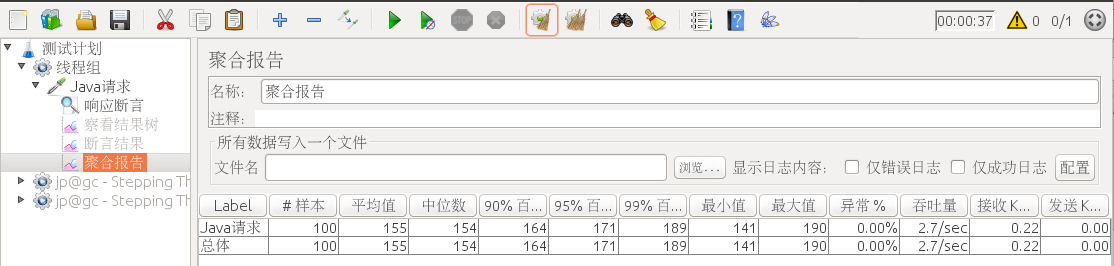 00:00:37 0 0/1
测试计划
线程组
Java请求
响应断言
察看结果树
断言结果
聚合报告
jp@gc - Stepping Th
jp@gc - Stepping Th
聚合报告
名称: 聚合报告
注释:
所有数据写入一个文件
文件名 浏览... 显示日志内容: 仅错误日志 仅成功日志 配置
Label # 样本 平均值 中位数 90% 百... 95% 百... 99% 百... 最小值 最大值 异常 % 吞吐量 接收 K... 发送 K...
Java请求 100 155 154 164 171 189 141 190 0.00% 2.7/sec 0.22 0.00
总体 100 155 154 164 171 189 141 190 0.00% 2.7/sec 0.22 0.00